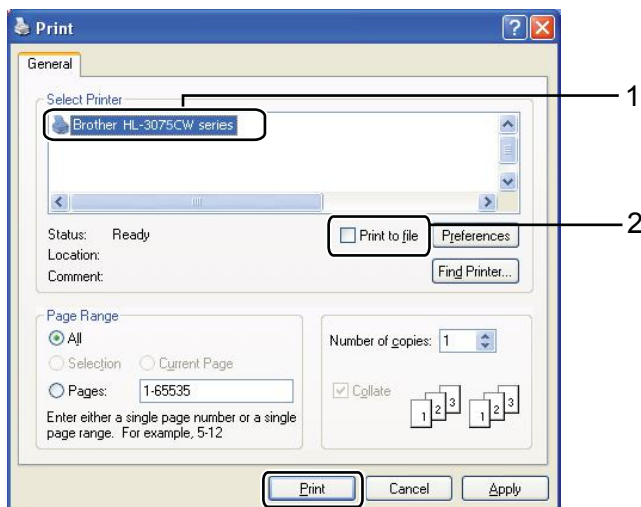 Print
General
Select Printer
1
Brother HL-3075CW series
2
Status: Ready
Print to file
Preferences
Location:
Comment:
Find Printer...
Page Range
All
Number of copies: 1
Selection
Current Page
Collate
Pages: 1-65535
1 2 3 1 2 3
Enter either a single page number or a single
page range. For example, 5-12
Print
Cancel
Apply